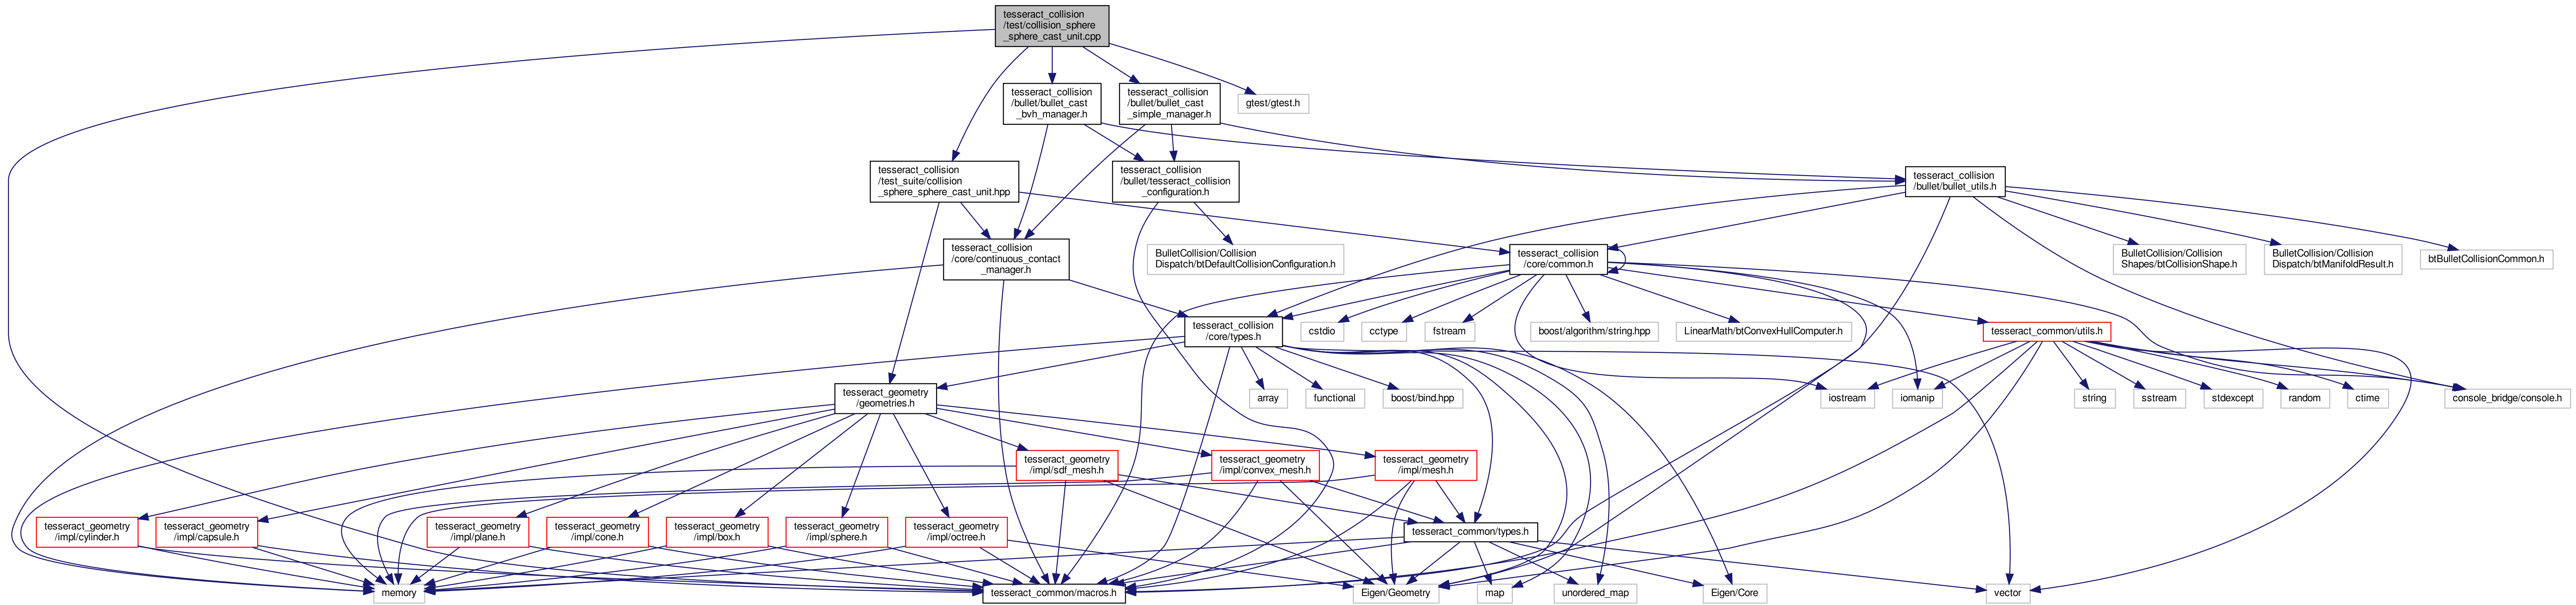 tesseract_collision
/test/collision_sphere
_sphere_cast_unit.cpp
tesseract_collision
/bullet/bullet_cast
_bvh_manager.h
tesseract_collision
/bullet/bullet_cast
_simple_manager.h
gtest/gtest.h
tesseract_collision
/test_suite/collision
_sphere_sphere_cast_unit.hpp
tesseract_collision
/bullet/tesseract_collision
_configuration.h
tesseract_collision
/bullet/bullet_utils.h
tesseract_collision
/core/continuous_contact
_manager.h
BulletCollision/Collision
Dispatch/btDefaultCollisionConfiguration.h
tesseract_collision
/core/common.h
BulletCollision/Collision
Shapes/btCollisionShape.h
BulletCollision/Collision
Dispatch/btManifoldResult.h
btBulletCollisionCommon.h
tesseract_collision
/core/types.h
cstdio
cctype
fstream
boost/algorithm/string.hpp
LinearMath/btConvexHullComputer.h
tesseract_common/utils.h
tesseract_geometry
/geometries.h
array
functional
boost/bind.hpp
iostream
iomanip
string
sstream
stdexcept
random
ctime
console_bridge/console.h
tesseract_geometry
/impl/sdf_mesh.h
tesseract_geometry
/impl/convex_mesh.h
tesseract_geometry
/impl/mesh.h
tesseract_geometry
/impl/cylinder.h
tesseract_geometry
/impl/capsule.h
tesseract_geometry
/impl/plane.h
tesseract_geometry
/impl/cone.h
tesseract_geometry
/impl/box.h
tesseract_geometry
/impl/sphere.h
tesseract_geometry
/impl/octree.h
tesseract_common/types.h
memory
tesseract_common/macros.h
Eigen/Geometry
map
unordered_map
Eigen/Core
vector